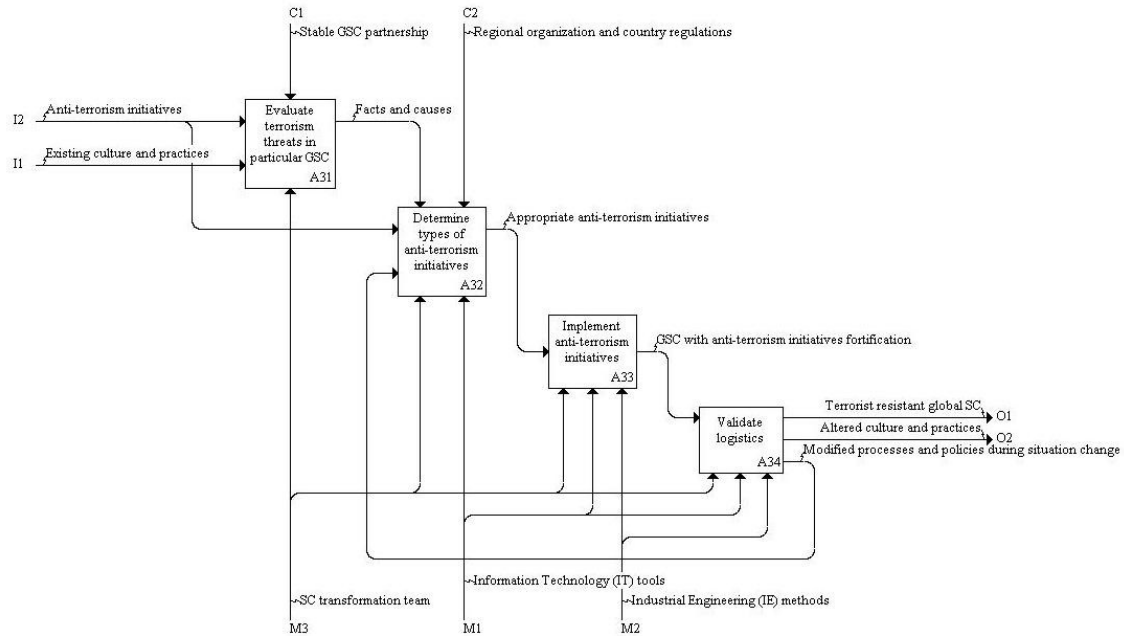 C1
C2
Stable GSC partnership
Regional organization and country regulations
I2
Anti-terrorism initiatives
Evaluate
terrorism
threats in
particular GSC
A31
Facts and causes
I1
Existing culture and practices
Determine
types of
anti-terrorism
initiatives
A32
Appropriate anti-terrorism initiatives
Implement
anti-terrorism
initiatives
A33
GSC with anti-terrorism initiatives fortification
Validate
logistics
A34
Terrorist resistant global SC
O1
Altered culture and practices
O2
Modified processes and policies during situation change
Information Technology (IT) tools
SC transformation team
Industrial Engineering (IE) methods
M3
M1
M2